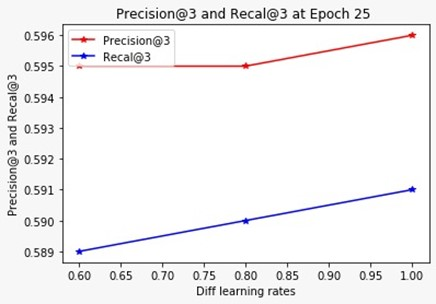 Precision@3 and Recal@3 at Epoch 25
Precision@3
Recal@3
0.596
0.595
0.594
0.593
0.592
0.591
0.590
0.589
Precision@3 and Recal@3
0.60 0.65 0.70 0.75 0.80 0.85 0.90 0.95 1.00
Diff learning rates